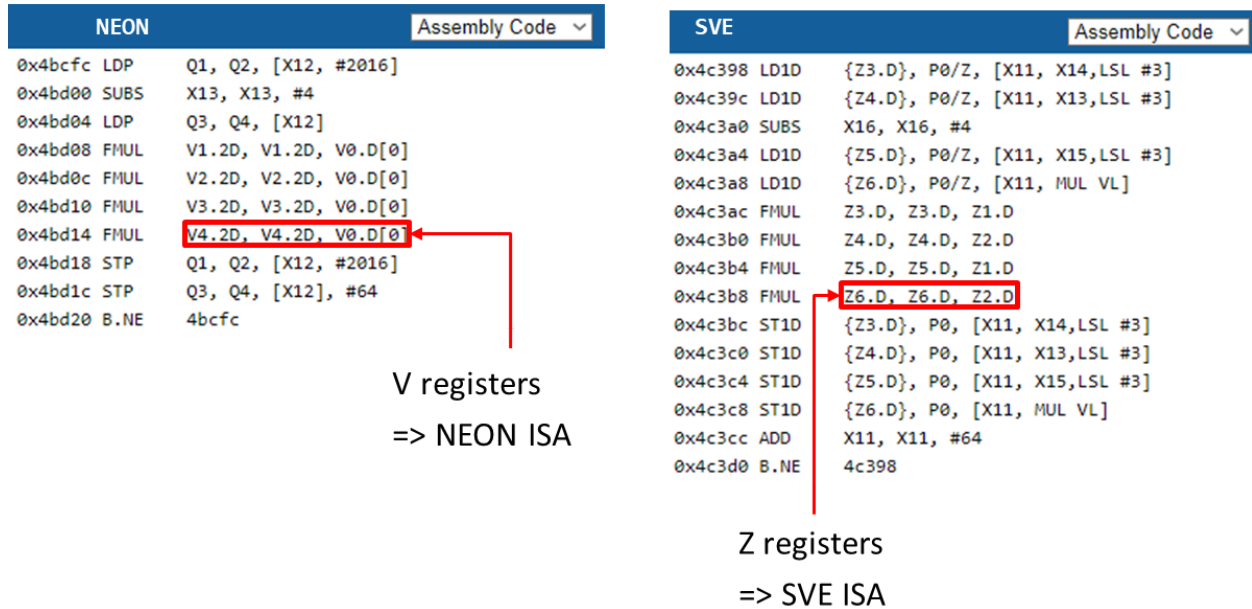 NEON
Assembly Code
0x4bcfc LDP Q1, Q2, [X12, #2016]
0x4bd00 SUBS X13, X13, #4
0x4bd04 LDP Q3, Q4, [X12]
0x4bd08 FMUL V1.2D, V1.2D, V0.D[0]
0x4bd0c FMUL V2.2D, V2.2D, V0.D[0]
0x4bd10 FMUL V3.2D, V3.2D, V0.D[0]
0x4bd14 FMUL V4.2D, V4.2D, V0.D[0]
0x4bd18 STP Q1, Q2, [X12, #2016]
0x4bd1c STP Q3, Q4, [X12], #64
0x4bd20 B.NE 4bcfc
V registers
=> NEON ISA
SVE
Assembly Code
0x4c398 LD1D {Z3.D}, P0/Z, [X11, X14,LSL #3]
0x4c39c LD1D {Z4.D}, P0/Z, [X11, X13,LSL #3]
0x4c3a0 SUBS X16, X16, #4
0x4c3a4 LD1D {Z5.D}, P0/Z, [X11, X15,LSL #3]
0x4c3a8 LD1D {Z6.D}, P0/Z, [X11, MUL VL]
0x4c3ac FMUL Z3.D, Z3.D, Z1.D
0x4c3b0 FMUL Z4.D, Z4.D, Z2.D
0x4c3b4 FMUL Z5.D, Z5.D, Z1.D
0x4c3b8 FMUL Z6.D, Z6.D, Z2.D
0x4c3bc ST1D {Z3.D}, P0, [X11, X14,LSL #3]
0x4c3c0 ST1D {Z4.D}, P0, [X11, X13,LSL #3]
0x4c3c4 ST1D {Z5.D}, P0, [X11, X15,LSL #3]
0x4c3c8 ST1D {Z6.D}, P0, [X11, MUL VL]
0x4c3cc ADD X11, X11, #64
0x4c3d0 B.NE 4c398
Z registers
=> SVE ISA